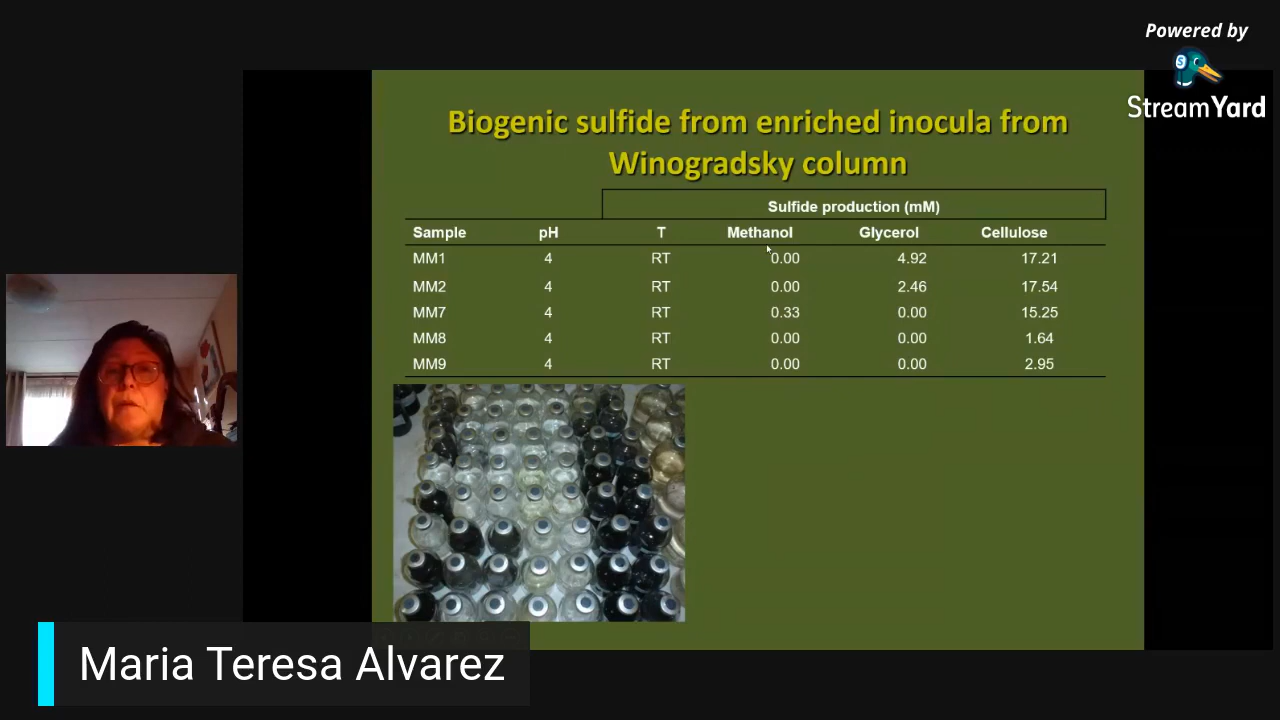 Powered by
StreamYard
Biogenic sulfide from enriched inocula from
Winogradsky column
Sulfide production (mM)
Sample pH T Methanol Glycerol Cellulose
MM1 4 RT 0.00 4.92 17.21
MM2 4 RT 0.00 2.46 17.54
MM7 4 RT 0.33 0.00 15.25
MM8 4 RT 0.00 0.00 1.64
MM9 4 RT 0.00 0.00 2.95
Maria Teresa Alvarez